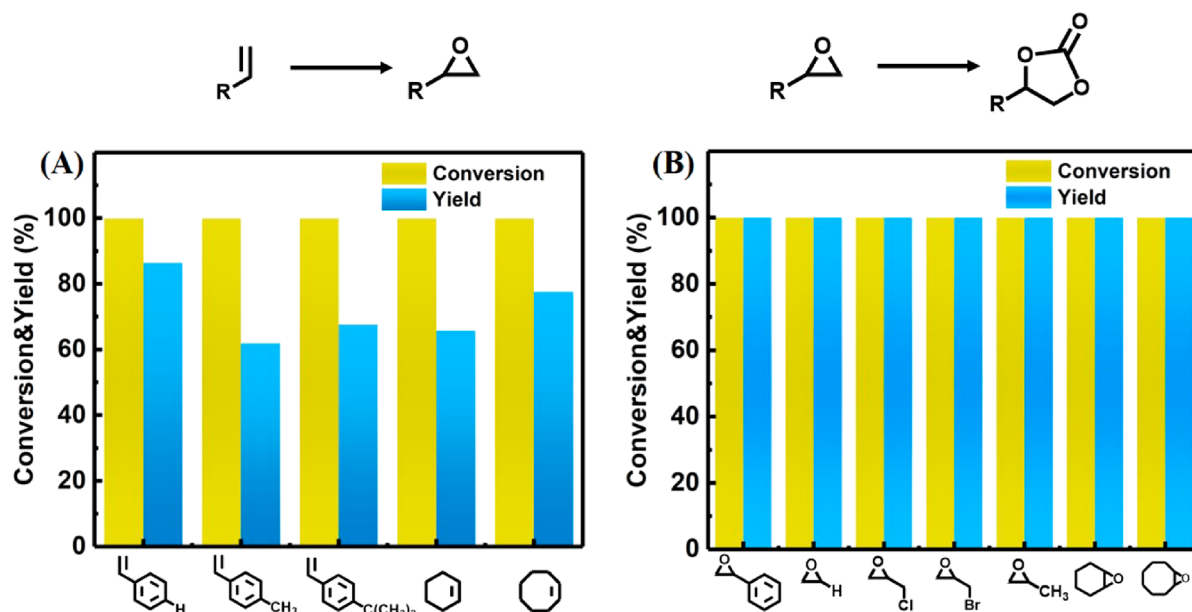 O
R
R
O
R
O
O
O
R
(A)
Conversion
Yield
Conversion&Yield (%)
100
80
60
40
20
0
H
CH₃
C(CH₃)₃
(B)
Conversion
Yield
Conversion&Yield (%)
100
80
60
40
20
0
O
O
H
O
Cl
O
Br
O
CH₃
O
O